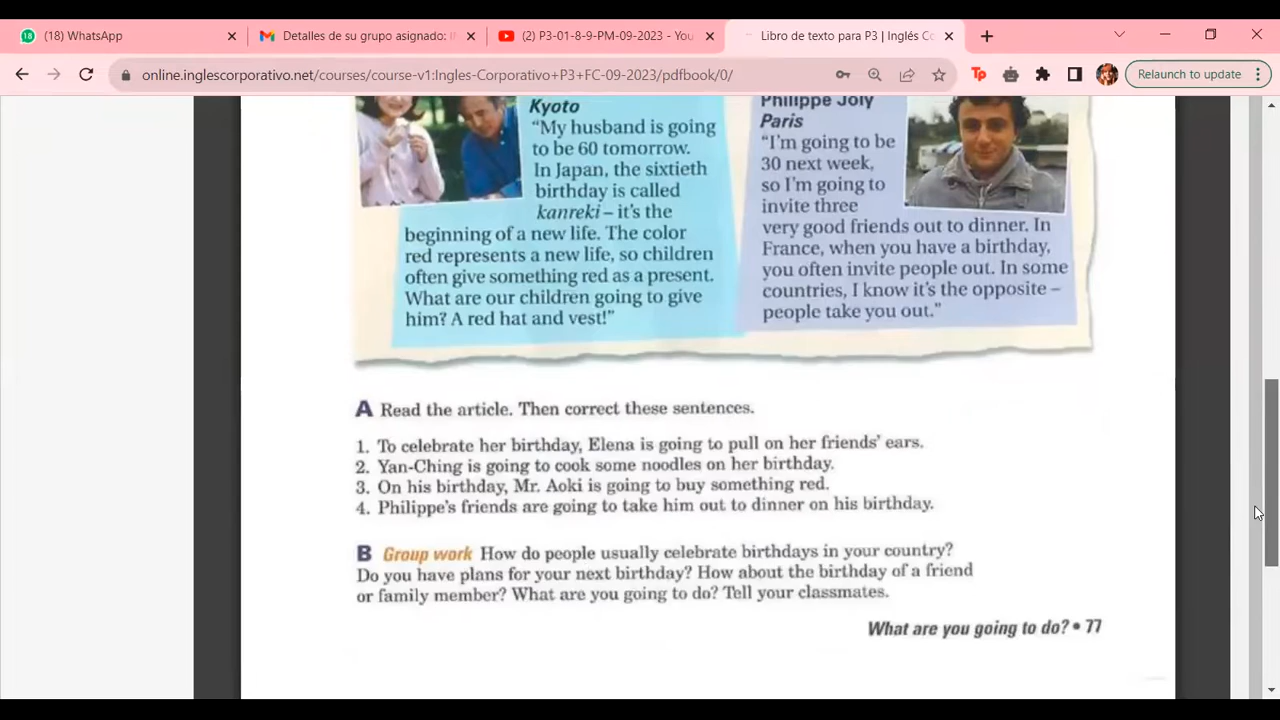 18
(18) WhatsApp
Detalles de su grupo asignado: I
(2) P3-01-8-9-PM-09-2023 - You
Libro de texto para P3 | Inglés Co
online.inglescorporativo.net/courses/course-v1:Ingles-Corporativo+P3+FC-09-2023/pdfbook/0/
Tp
Relaunch to update
Kyoto
"My husband is going
to be 60 tomorrow.
In Japan, the sixtieth
birthday is called
kanreki – it's the
beginning of a new life. The color
red represents a new life, so children
often give something red as a present.
What are our children going to give
him? A red hat and vest!"
Philippe Joly
Paris
"I'm going to be
30 next week,
so I'm going to
invite three
very good friends out to dinner. In
France, when you have a birthday,
you often invite people out. In some
countries, I know it's the opposite –
people take you out."
A Read the article. Then correct these sentences.
1. To celebrate her birthday, Elena is going to pull on her friends' ears.
2. Yan-Ching is going to cook some noodles on her birthday.
3. On his birthday, Mr. Aoki is going to buy something red.
4. Philippe's friends are going to take him out to dinner on his birthday.
B Group work How do people usually celebrate birthdays in your country?
Do you have plans for your next birthday? How about the birthday of a friend
or family member? What are you going to do? Tell your classmates.
What are you going to do? • 77